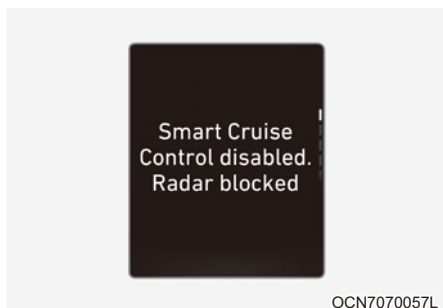 Smart Cruise
Control disabled.
Radar blocked
OCN7070057L